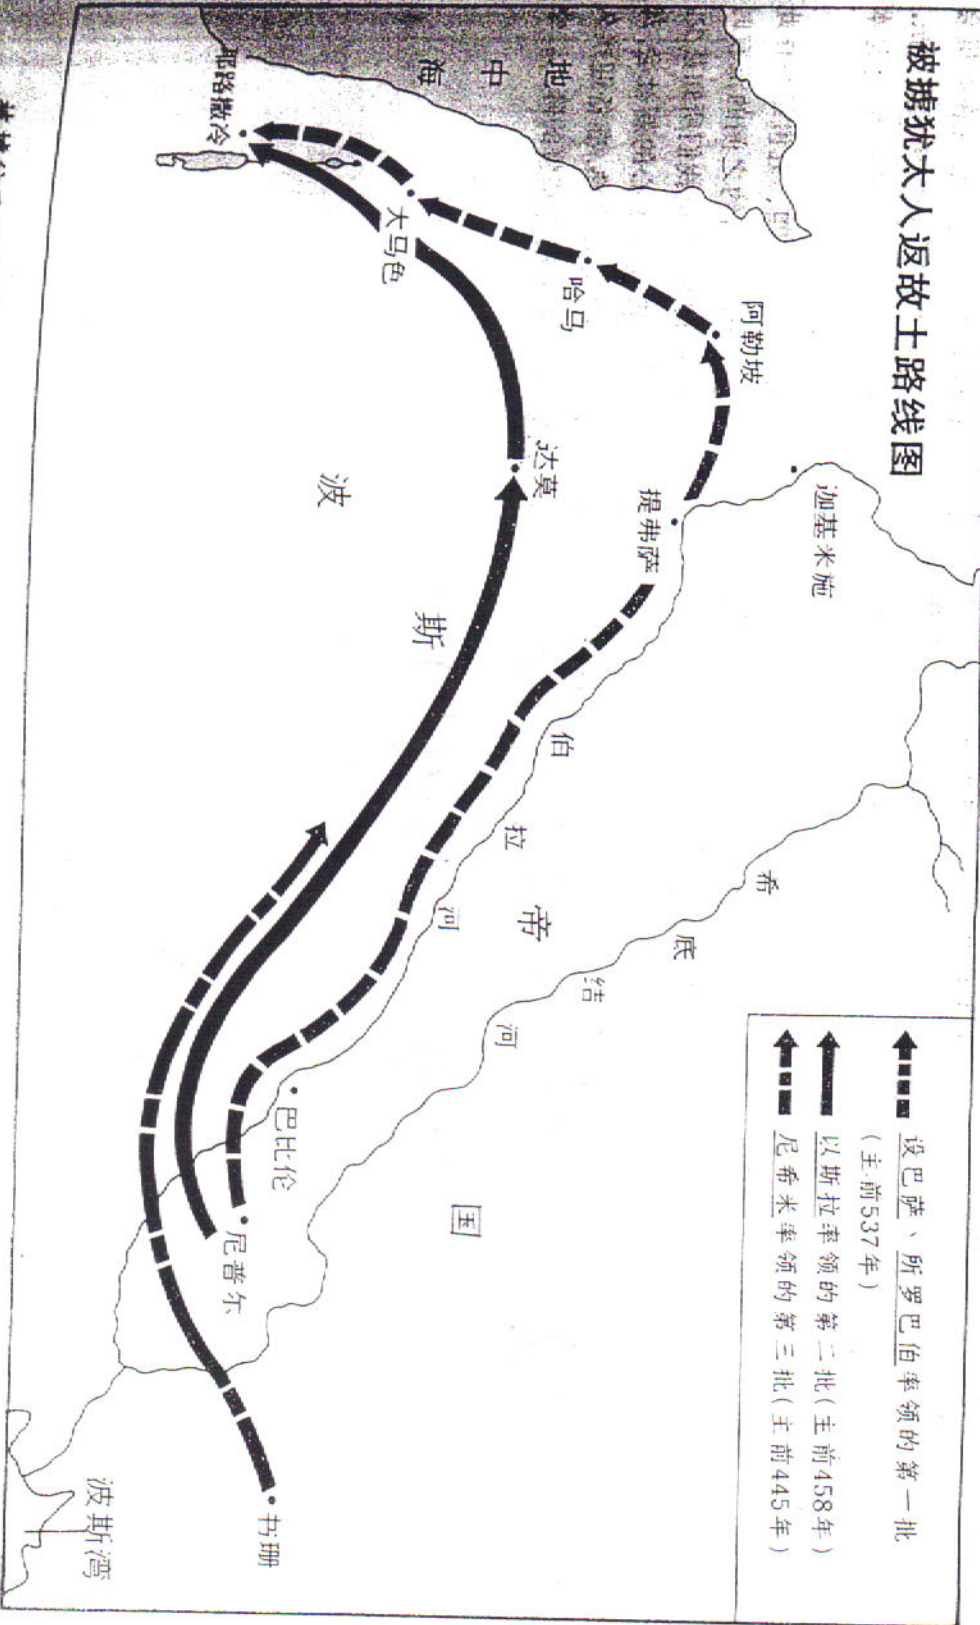 被掳犹太人返故土路线图
设巴萨、所罗巴伯率领的第一批
(主前537年)
以斯拉率领的第二批(主前458年)
尼希米率领的第三批(主前445年)
地
中
海
耶路撒冷
大马色
哈马
阿勒坡
达莫
提弗萨
迦基米施
波
斯
帝
国
伯
拉
河
希
底
结
河
巴比伦
尼普尔
书珊
波斯湾